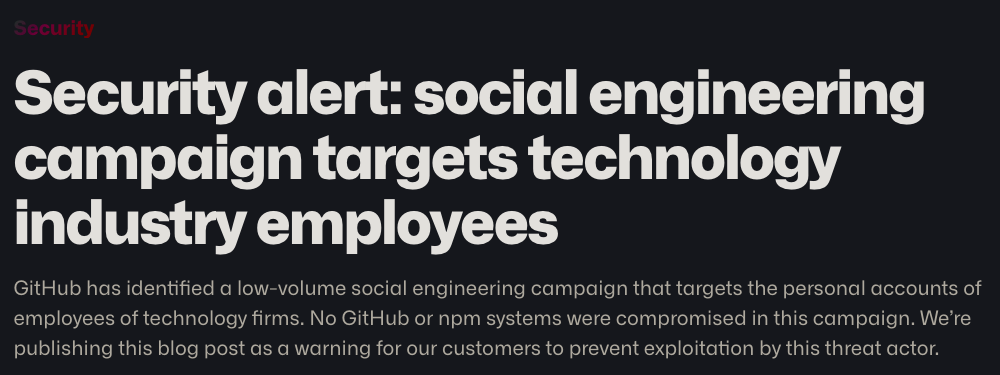 Security
Security alert: social engineering
campaign targets technology
industry employees
GitHub has identified a low-volume social engineering campaign that targets the personal accounts of
employees of technology firms. No GitHub or npm systems were compromised in this campaign. We’re
publishing this blog post as a warning for our customers to prevent exploitation by this threat actor.